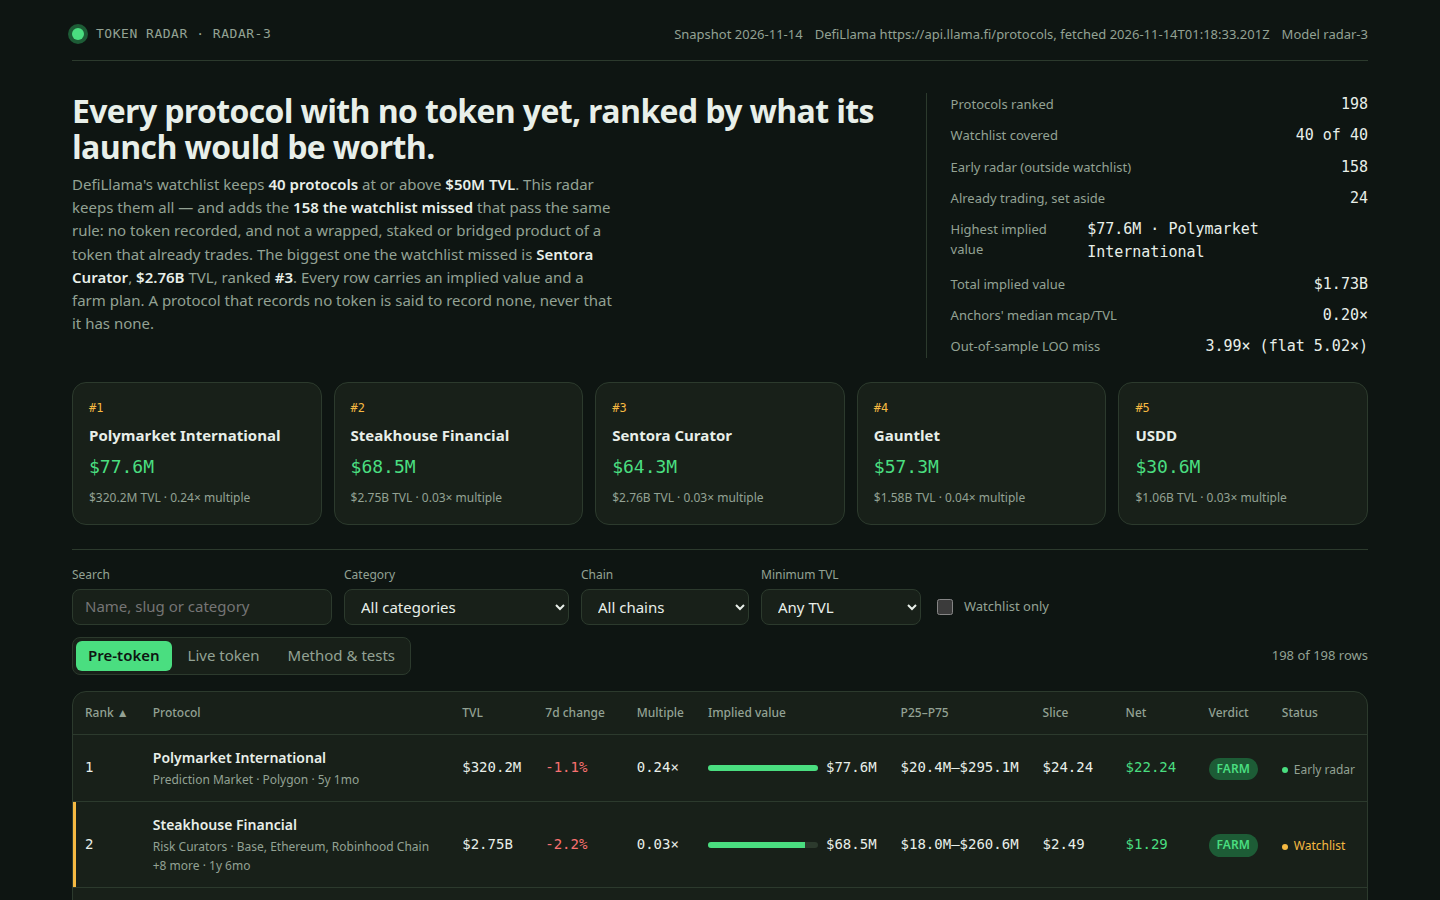 TOKEN RADAR · RADAR-3
Snapshot 2026-11-14 DefiLlama https://api.llama.fi/protocols, fetched 2026-11-14T01:18:33.201Z Model radar-3
Every protocol with no token yet, ranked by what its
launch would be worth.
DefiLlama's watchlist keeps 40 protocols at or above $50M TVL. This radar
keeps them all — and adds the 158 the watchlist missed that pass the same
rule: no token recorded, and not a wrapped, staked or bridged product of a
token that already trades. The biggest one the watchlist missed is Sentora
Curator, $2.76B TVL, ranked #3. Every row carries an implied value and a
farm plan. A protocol that records no token is said to record none, never that
it has none.
Protocols ranked 198
Watchlist covered 40 of 40
Early radar (outside watchlist) 158
Already trading, set aside 24
Highest implied value $77.6M · Polymarket International
Total implied value $1.73B
Anchors' median mcap/TVL 0.20×
Out-of-sample LOO miss 3.99× (flat 5.02×)
#1
Polymarket International
$77.6M
$320.2M TVL · 0.24× multiple
#2
Steakhouse Financial
$68.5M
$2.75B TVL · 0.03× multiple
#3
Sentora Curator
$64.3M
$2.76B TVL · 0.03× multiple
#4
Gauntlet
$57.3M
$1.58B TVL · 0.04× multiple
#5
USDD
$30.6M
$1.06B TVL · 0.03× multiple
Search Category Chain Minimum TVL
Name, slug or category All categories All chains Any TVL Watchlist only
Pre-token Live token Method & tests 198 of 198 rows
Rank ▲ Protocol TVL 7d change Multiple Implied value P25–P75 Slice Net Verdict Status
1 Polymarket International $320.2M -1.1% 0.24× $77.6M $20.4M–$295.1M $24.24 $22.24 FARM Early radar
Prediction Market · Polygon · 5y 1mo
2 Steakhouse Financial $2.75B -2.2% 0.03× $68.5M $18.0M–$260.6M $2.49 $1.29 FARM Watchlist
Risk Curators · Base, Ethereum, Robinhood Chain
+8 more · 1y 6mo